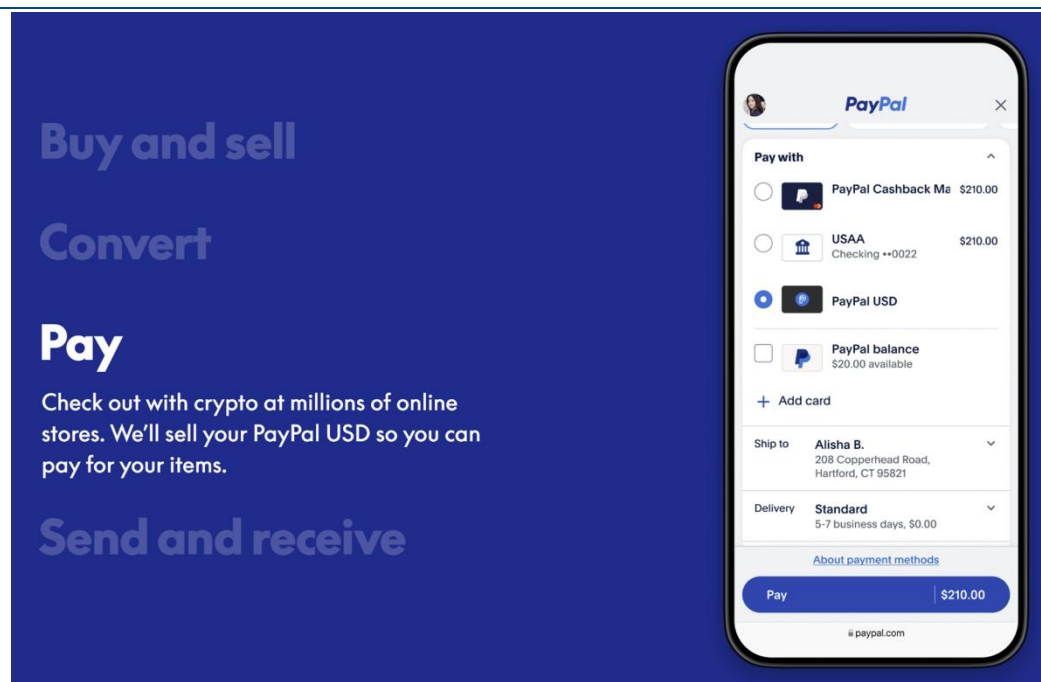 Buy and sell
Convert
Pay
Check out with crypto at millions of online
stores. We’ll sell your PayPal USD so you can
pay for your items.
Send and receive
PayPal
Pay with
PayPal Cashback Ma $210.00
USAA $210.00
Checking ••0022
PayPal USD
PayPal balance
$20.00 available
+ Add card
Ship to Alisha B.
208 Copperhead Road,
Hartford, CT 95821
Delivery Standard
5-7 business days, $0.00
About payment methods
Pay $210.00
paypal.com